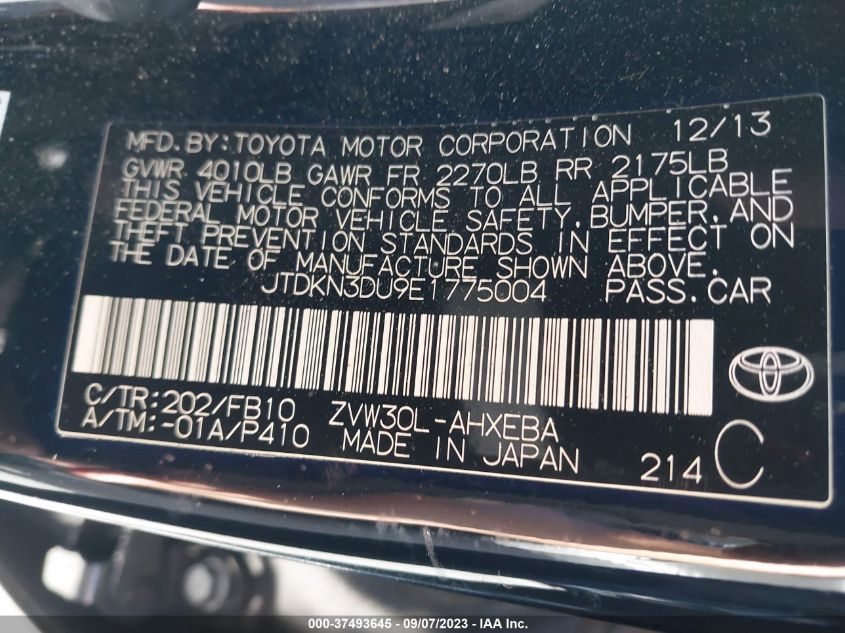 MFD.BY:TOYOTA MOTOR CORPORATION 12/13
GVWR 4010LB GAWR FR 2270LB RR 2175LB
THIS VEHICLE CONFORMS TO ALL APPLICABLE
FEDERAL MOTOR VEHICLE SAFETY,BUMPER,AND
THEFT PREVENTION STANDARDS IN EFFECT ON
THE DATE OF MANUFACTURE SHOWN ABOVE.
JTDKN3DU9E1775004 PASS.CAR
C/TR:202/FB10 ZVW30L-AHXEBA
A/TM:-01A/P410 MADE IN JAPAN 214 C
000-37493645 - 09/07/2023 - IAA Inc.